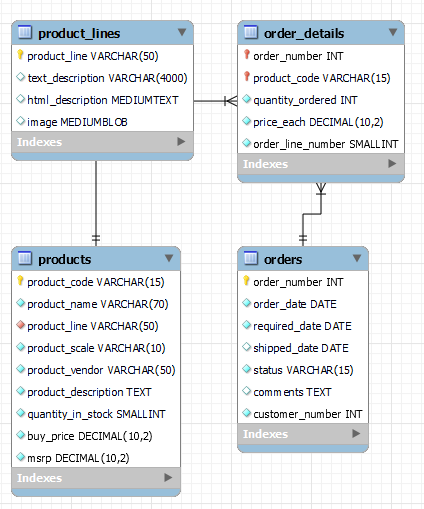 product_lines
product_line VARCHAR(50)
text_description VARCHAR(4000)
html_description MEDIUMTEXT
image MEDIUMBLOB
Indexes
order_details
order_number INT
product_code VARCHAR(15)
quantity_ordered INT
price_each DECIMAL(10,2)
order_line_number SMALLINT
Indexes
products
product_code VARCHAR(15)
product_name VARCHAR(70)
product_line VARCHAR(50)
product_scale VARCHAR(10)
product_vendor VARCHAR(50)
product_description TEXT
quantity_in_stock SMALLINT
buy_price DECIMAL(10,2)
msrp DECIMAL(10,2)
Indexes
orders
order_number INT
order_date DATE
required_date DATE
shipped_date DATE
status VARCHAR(15)
comments TEXT
customer_number INT
Indexes